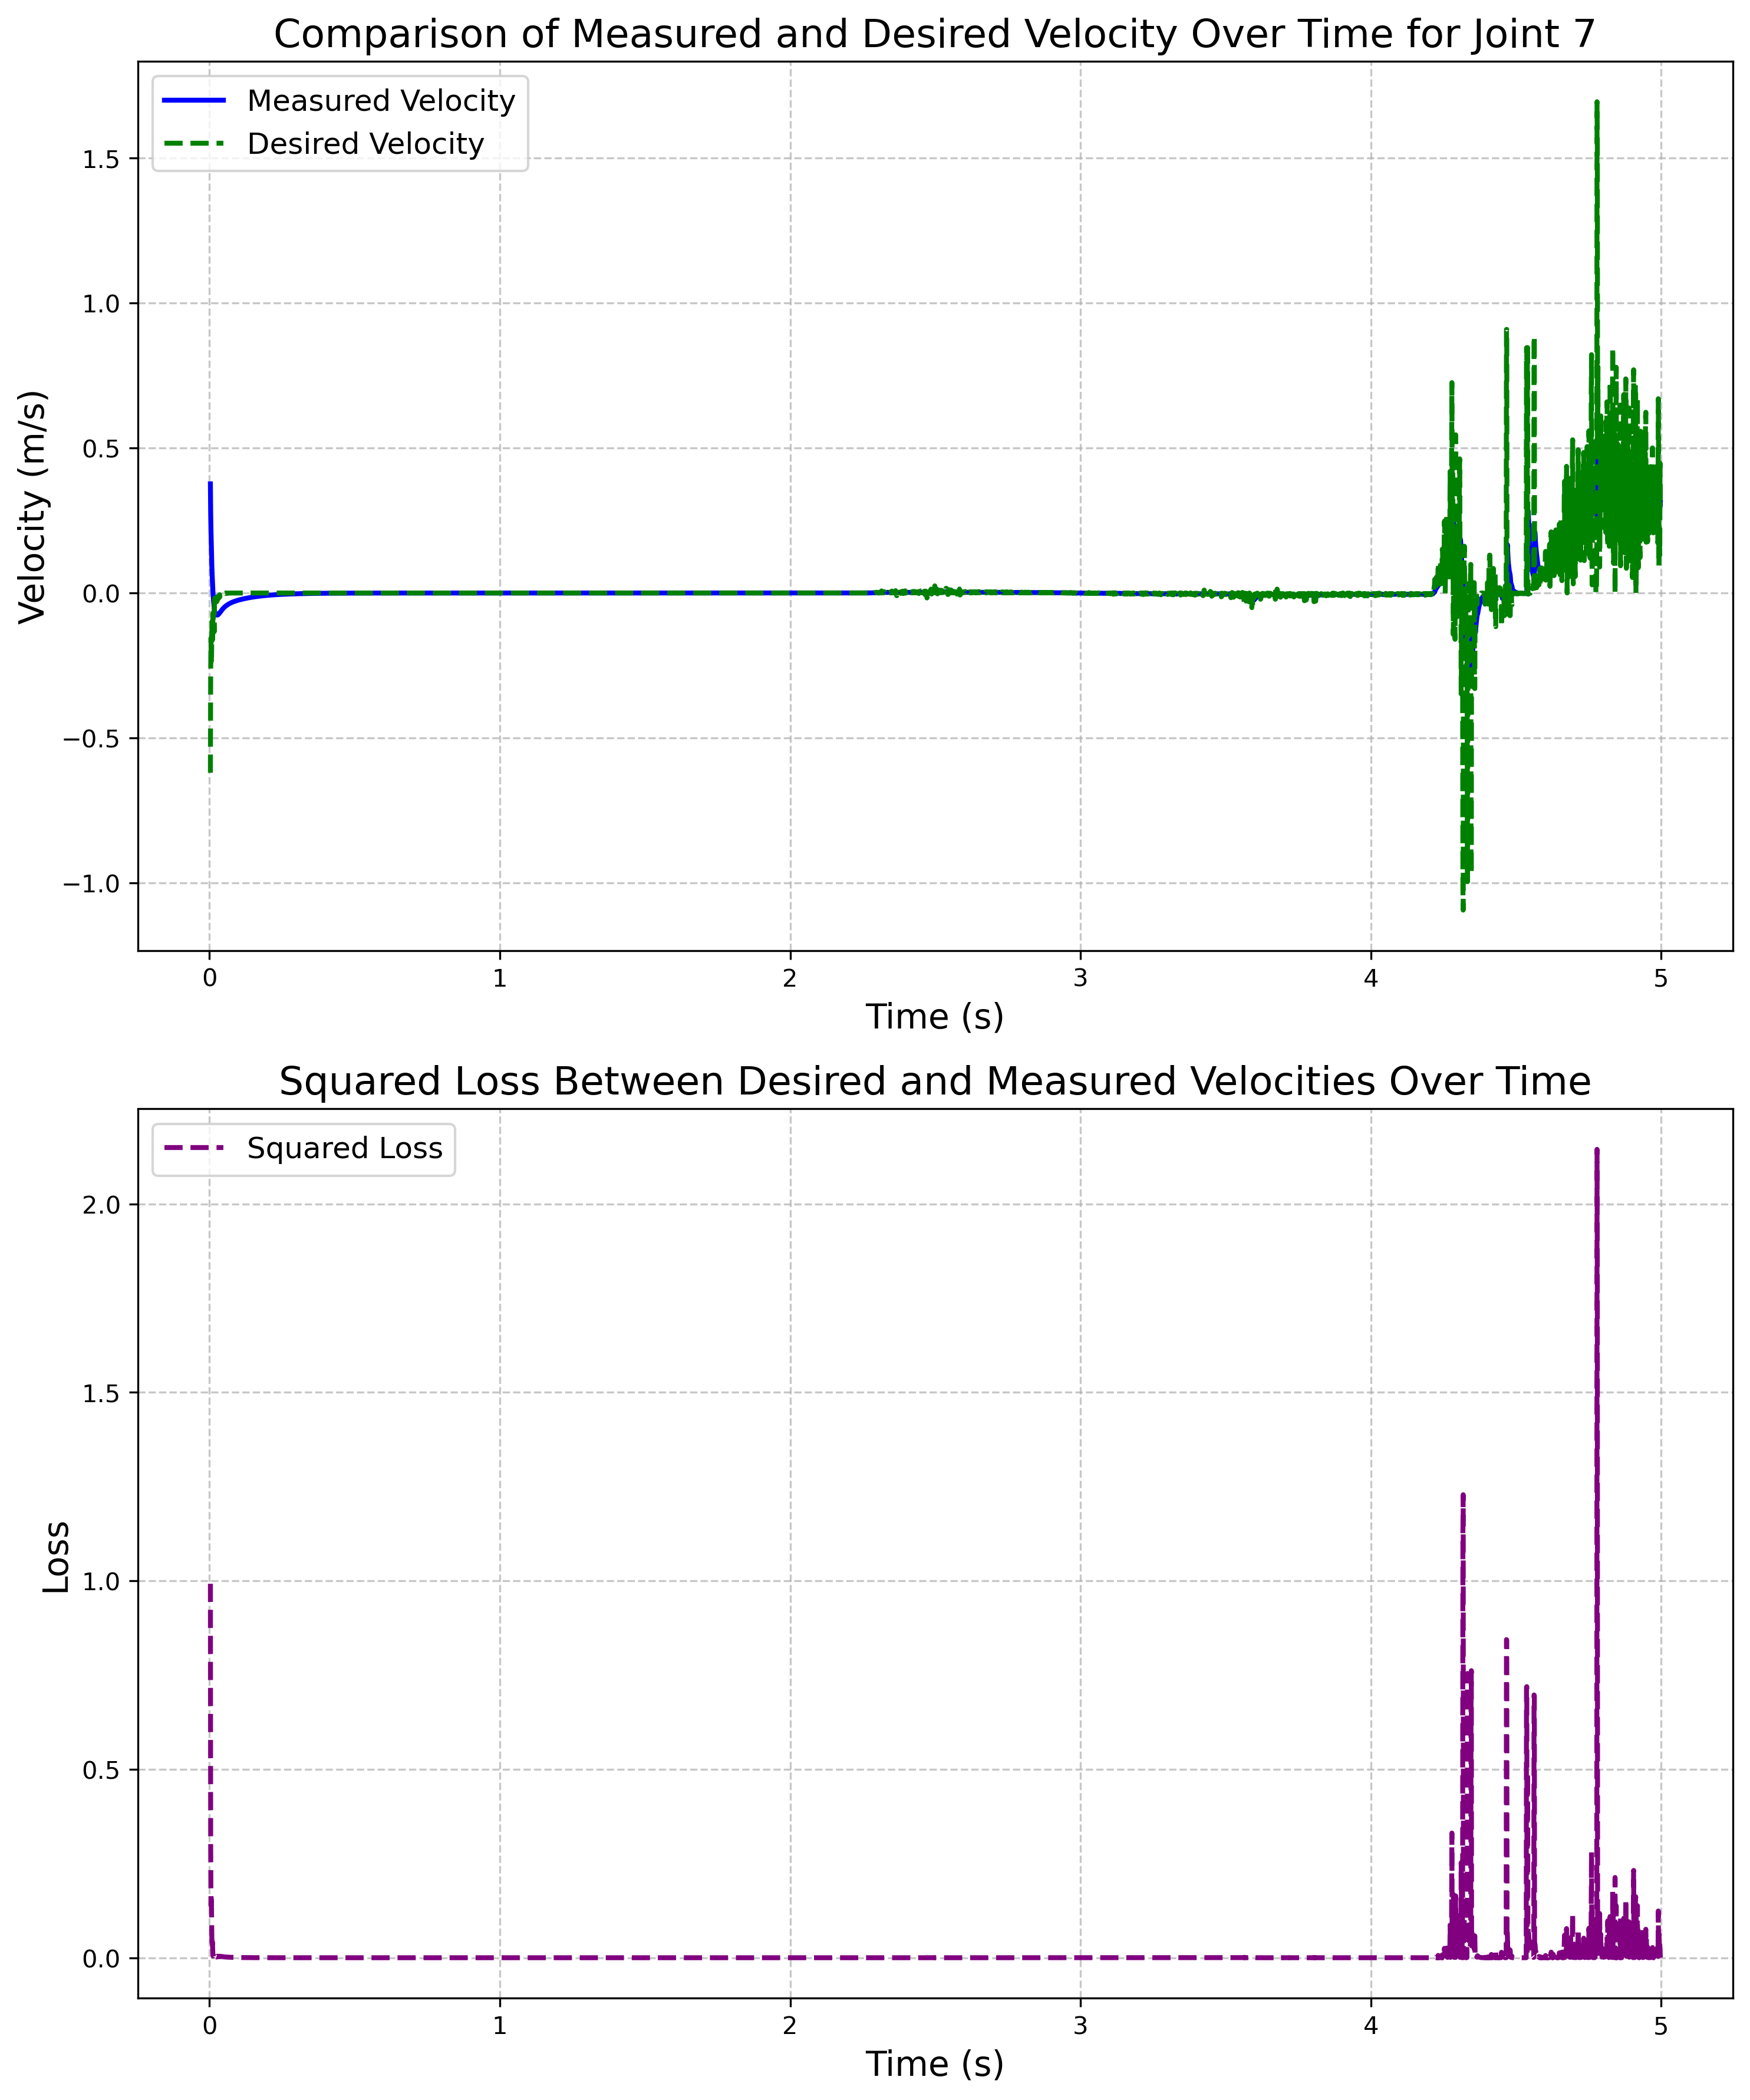 Comparison of Measured and Desired Velocity Over Time for Joint 7
Measured Velocity
Desired Velocity
Velocity (m/s)
1.5
1.0
0.5
0.0
−0.5
−1.0
0 1 2 3 4 5
Time (s)
Squared Loss Between Desired and Measured Velocities Over Time
Squared Loss
Loss
2.0
1.5
1.0
0.5
0.0
0 1 2 3 4 5
Time (s)